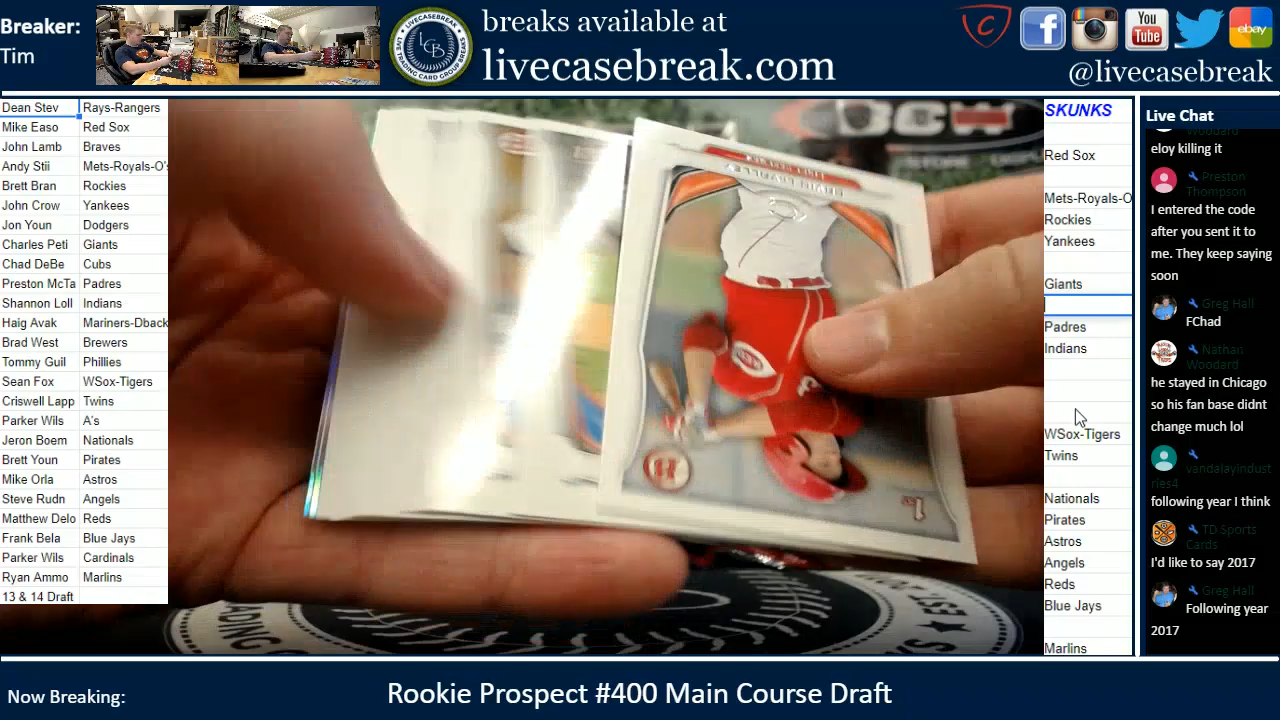 Breaker:
Tim
LCB
breaks available at
livecasebreak.com
You
Tube
ebay
@livecasebreak
Dean Stev Rays-Rangers
Mike Easo Red Sox
John Lamb Braves
Andy Stii Mets-Royals-O's
Brett Bran Rockies
John Crow Yankees
Jon Youn Dodgers
Charles Peti Giants
Chad DeBe Cubs
Preston McTa Padres
Shannon Loll Indians
Haig Avak Mariners-Dback
Brad West Brewers
Tommy Guil Phillies
Sean Fox WSox-Tigers
Criswell Lapp Twins
Parker Wils A's
Jeron Boem Nationals
Brett Youn Pirates
Mike Orla Astros
Steve Rudn Angels
Matthew Delo Reds
Frank Bela Blue Jays
Parker Wils Cardinals
Ryan Ammo Marlins
13 & 14 Draft
SKUNKS
Red Sox
Mets-Royals-O
Rockies
Yankees
Giants
Padres
Indians
WSox-Tigers
Twins
Nationals
Pirates
Astros
Angels
Reds
Blue Jays
Marlins
Live Chat
Woodard
eloy killing it
Preston
Thompson
I entered the code
after you sent it to
me. They keep saying
soon
Greg Hall
FChad
Nathan
Woodard
he stayed in Chicago
so his fan base didnt
change much lol
vandalayindust
ries4
following year I think
TD Sports
Cards
I'd like to say 2017
Greg Hall
Following year
2017
Now Breaking:
Rookie Prospect #400 Main Course Draft